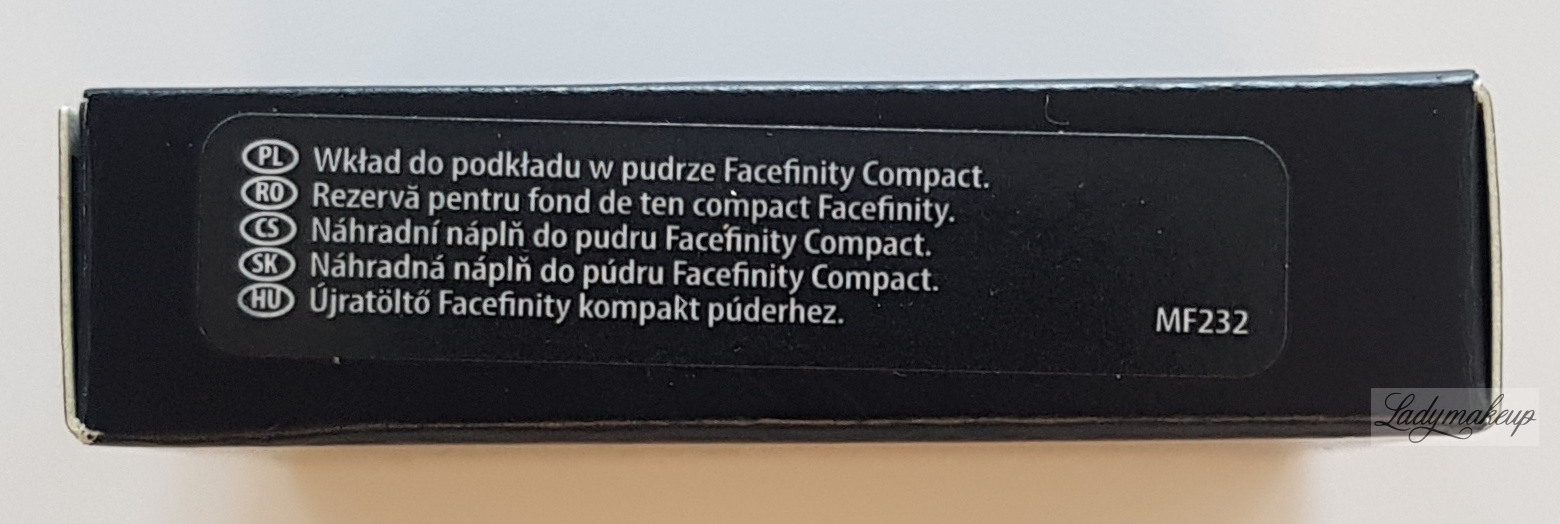 PL Wkład do podkładu w pudrze Facefinity Compact.
RO Rezervă pentru fond de ten compact Facefinity.
CS Náhradní náplň do pudru Facefinity Compact.
SK Náhradná náplň do púdru Facefinity Compact.
HU Újratöltő Facefinity kompakt púderhez.
MF232
Ladymakeup